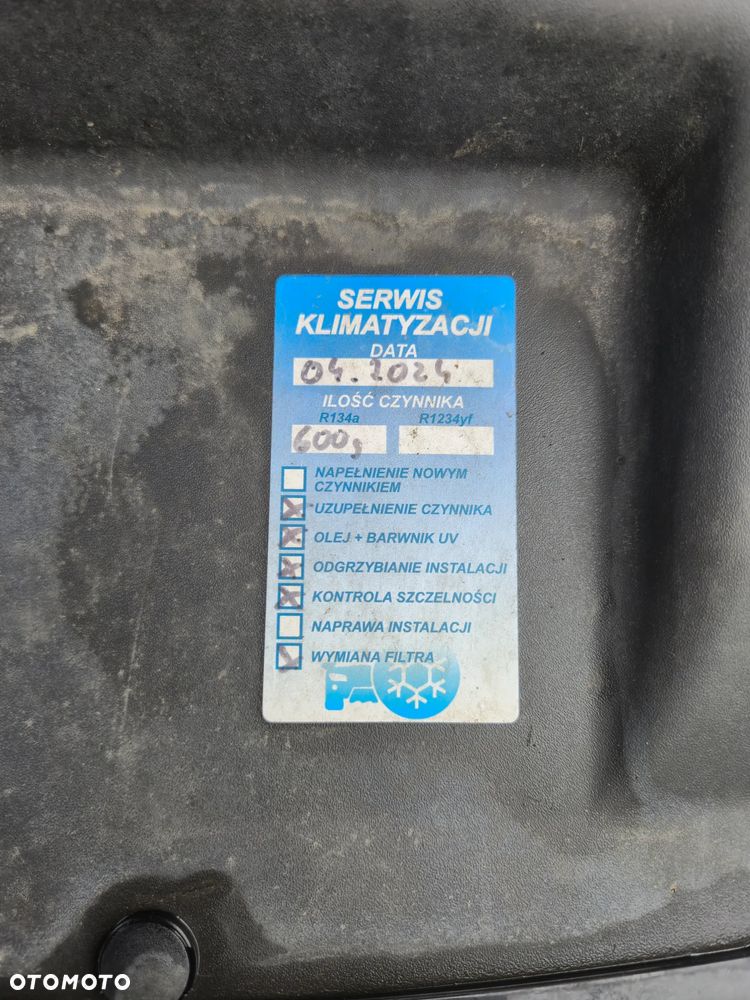 SERWIS
KLIMATYZACJI
DATA
04.2024
ILOŚĆ CZYNNIKA
R134a R1234yf
600g
NAPEŁNIENIE NOWYM
CZYNNIKIEM
UZUPEŁNIENIE CZYNNIKA
OLEJ + BARWNIK UV
ODGRZYBIANIE INSTALACJI
KONTROLA SZCZELNOŚCI
NAPRAWA INSTALACJI
WYMIANA FILTRA
OTOMOTO